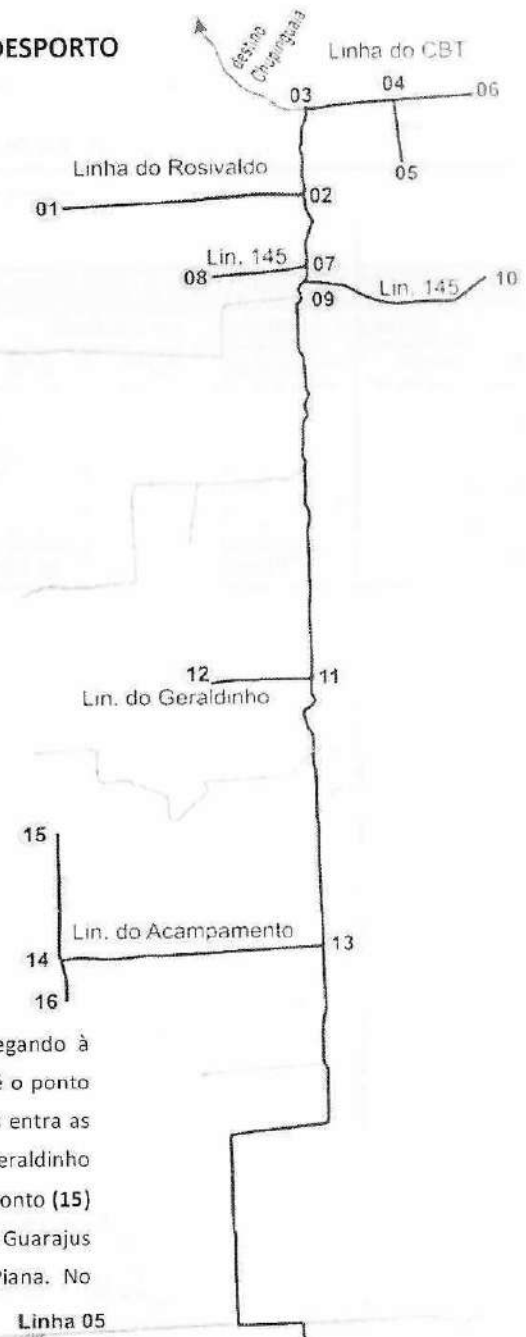 DESPORTO
destino
Chupinguaia
Linha do CBT
03
04
06
05
Linha do Rosivaldo
01
02
Lin. 145
08
07
09
Lin. 145
10
12
11
Lin. do Geraldinho
15
Lin. do Acampamento
13
14
16
egando à
é o ponto
s entra as
eraldinho
onto (15)
Guarajus
Piana. No
Linha 05